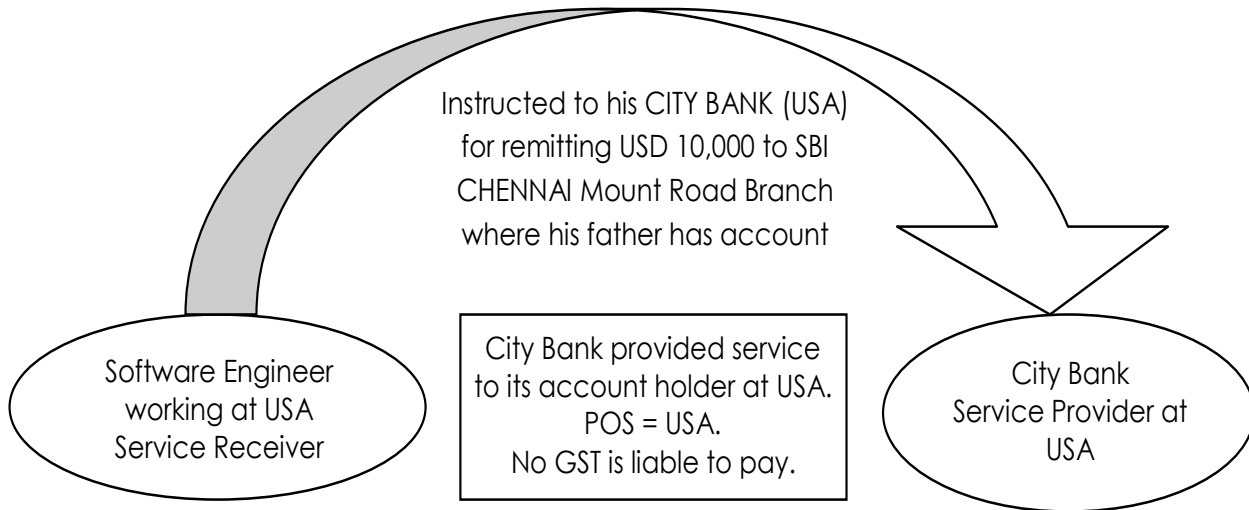 Instructed to his CITY BANK (USA)
for remitting USD 10,000 to SBI
CHENNAI Mount Road Branch
where his father has account
Software Engineer
working at USA
Service Receiver
City Bank provided service
to its account holder at USA.
POS = USA.
No GST is liable to pay.
City Bank
Service Provider at
USA